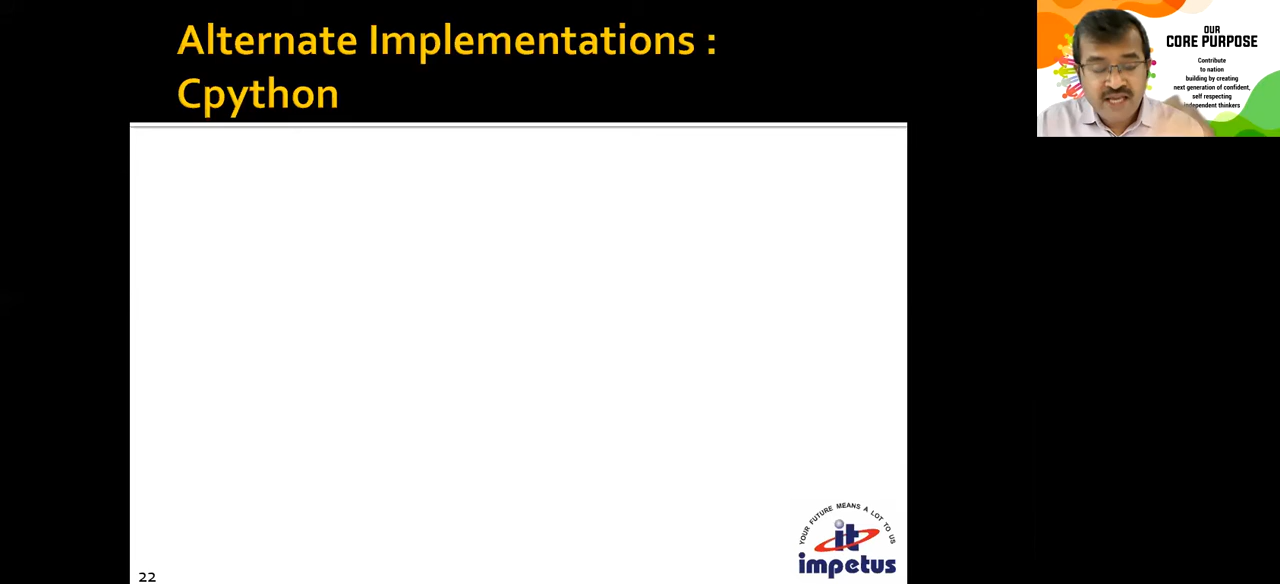 Alternate Implementations :
Cpython
OUR
CORE PURPOSE
Contribute
to nation
building by creating
next generation of confident,
self respecting
independent thinkers
YOUR FUTURE MEANS A LOT TO US
it
impetus
22